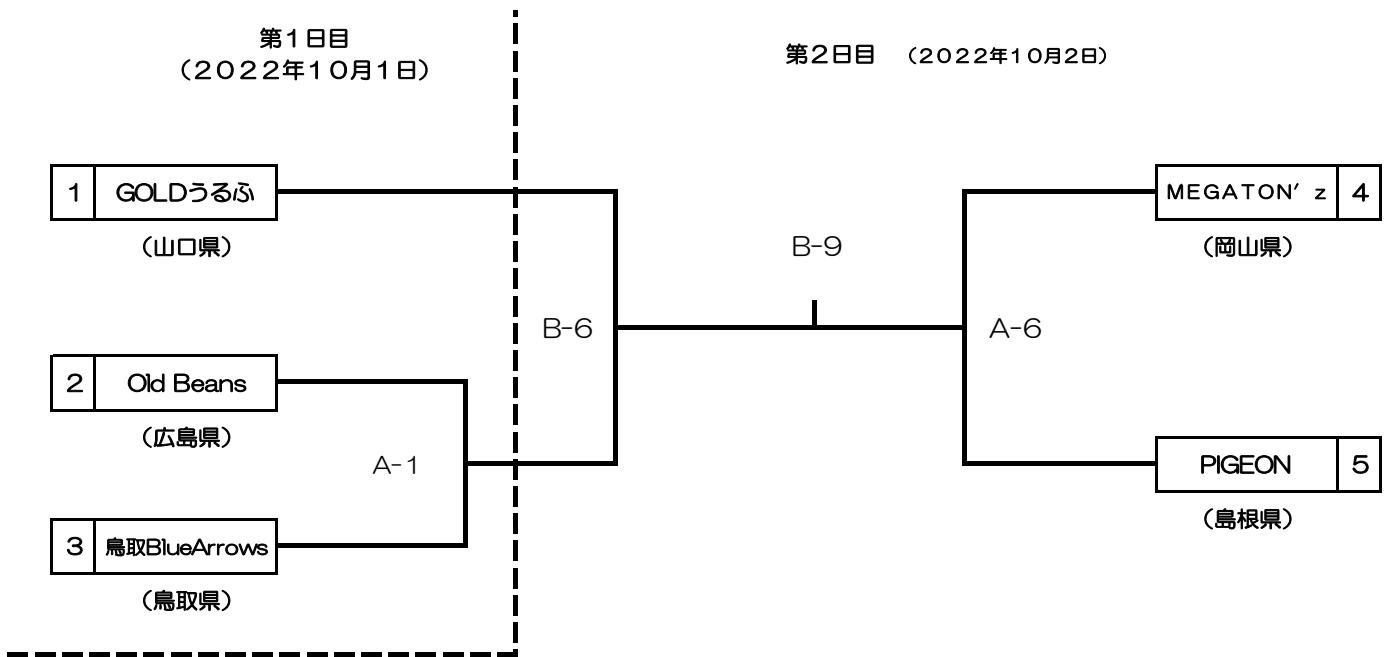 第１日目
（２０２２年１０月１日）
第２日目　（２０２２年１０月２日）
1 GOLDうるふ
（山口県）
2 Old Beans
（広島県）
3 鳥取BlueArrows
（鳥取県）
A-1
B-6
B-9
A-6
ＭＥＧＡＴＯＮ’ｚ 4
（岡山県）
PIGEON 5
（島根県）